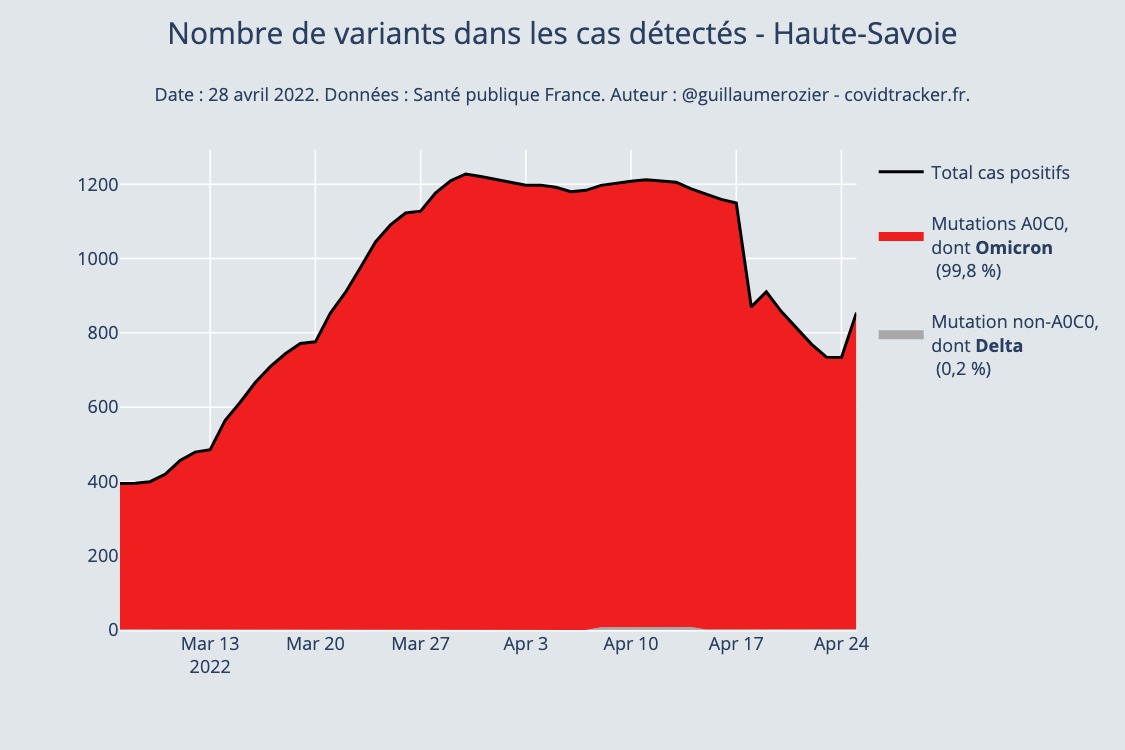 Nombre de variants dans les cas détectés - Haute-Savoie
Date : 28 avril 2022. Données : Santé publique France. Auteur : @guillaumerozier - covidtracker.fr.
1200
1000
800
600
400
200
0
Mar 13
2022
Mar 20
Mar 27
Apr 3
Apr 10
Apr 17
Apr 24
Total cas positifs
Mutations A0C0,
dont Omicron
(99,8 %)
Mutation non-A0C0,
dont Delta
(0,2 %)